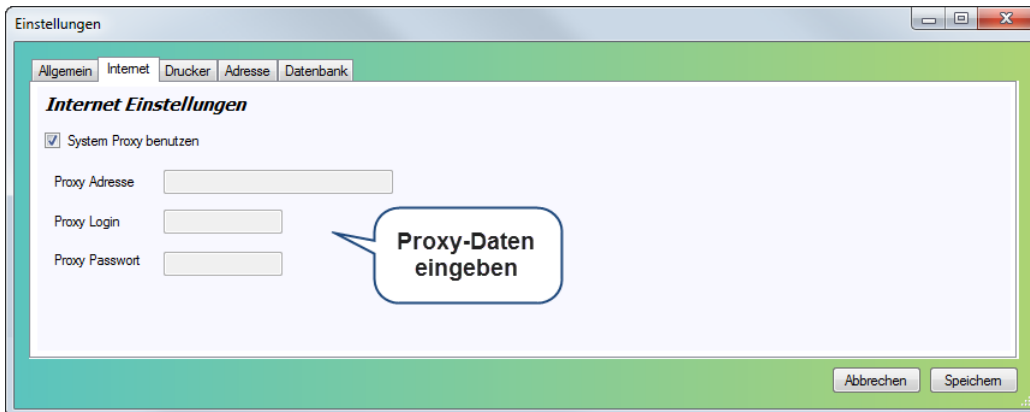 Einstellungen
Allgemein Internet Drucker Adresse Datenbank
Internet Einstellungen
System Proxy benutzen
Proxy Adresse
Proxy Login
Proxy Passwort
Proxy-Daten
eingeben
Abbrechen Speichern